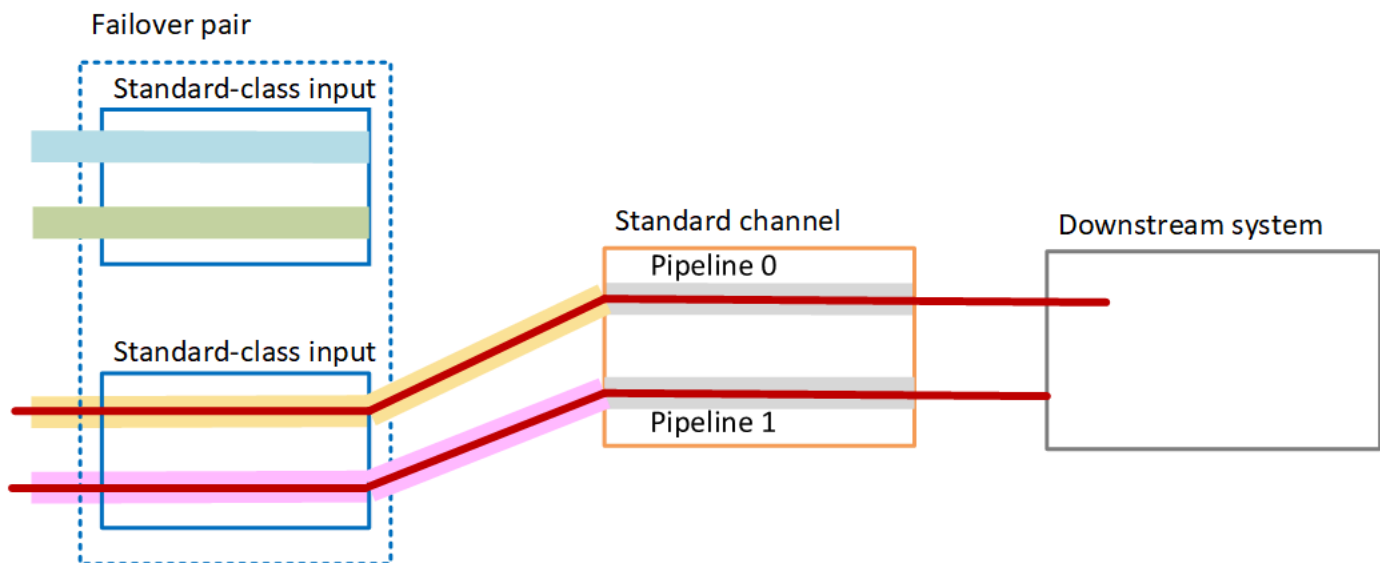 Failover pair
Standard-class input
Standard channel
Downstream system
Pipeline 0
Standard-class input
Pipeline 1